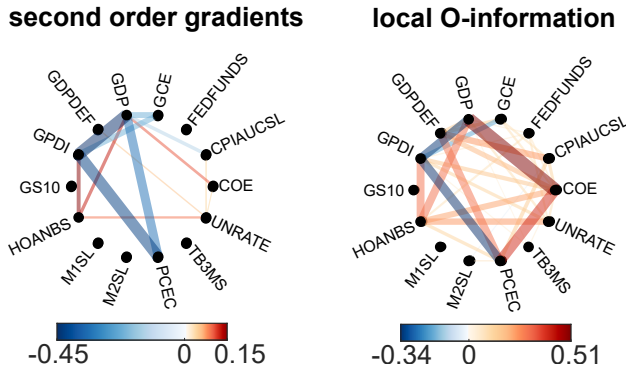 second order gradients
GDPDEF
GDP
GCE
FEDFUNDS
GPDI
CPIAUCSL
GS10
COE
HOANBS
UNRATE
M1SL
M2SL
PCEC
TB3MS
-0.45
0
0.15
local O-information
GDPDEF
GDP
GCE
FEDFUNDS
GPDI
CPIAUCSL
GS10
COE
HOANBS
UNRATE
M1SL
M2SL
PCEC
TB3MS
-0.34
0
0.51